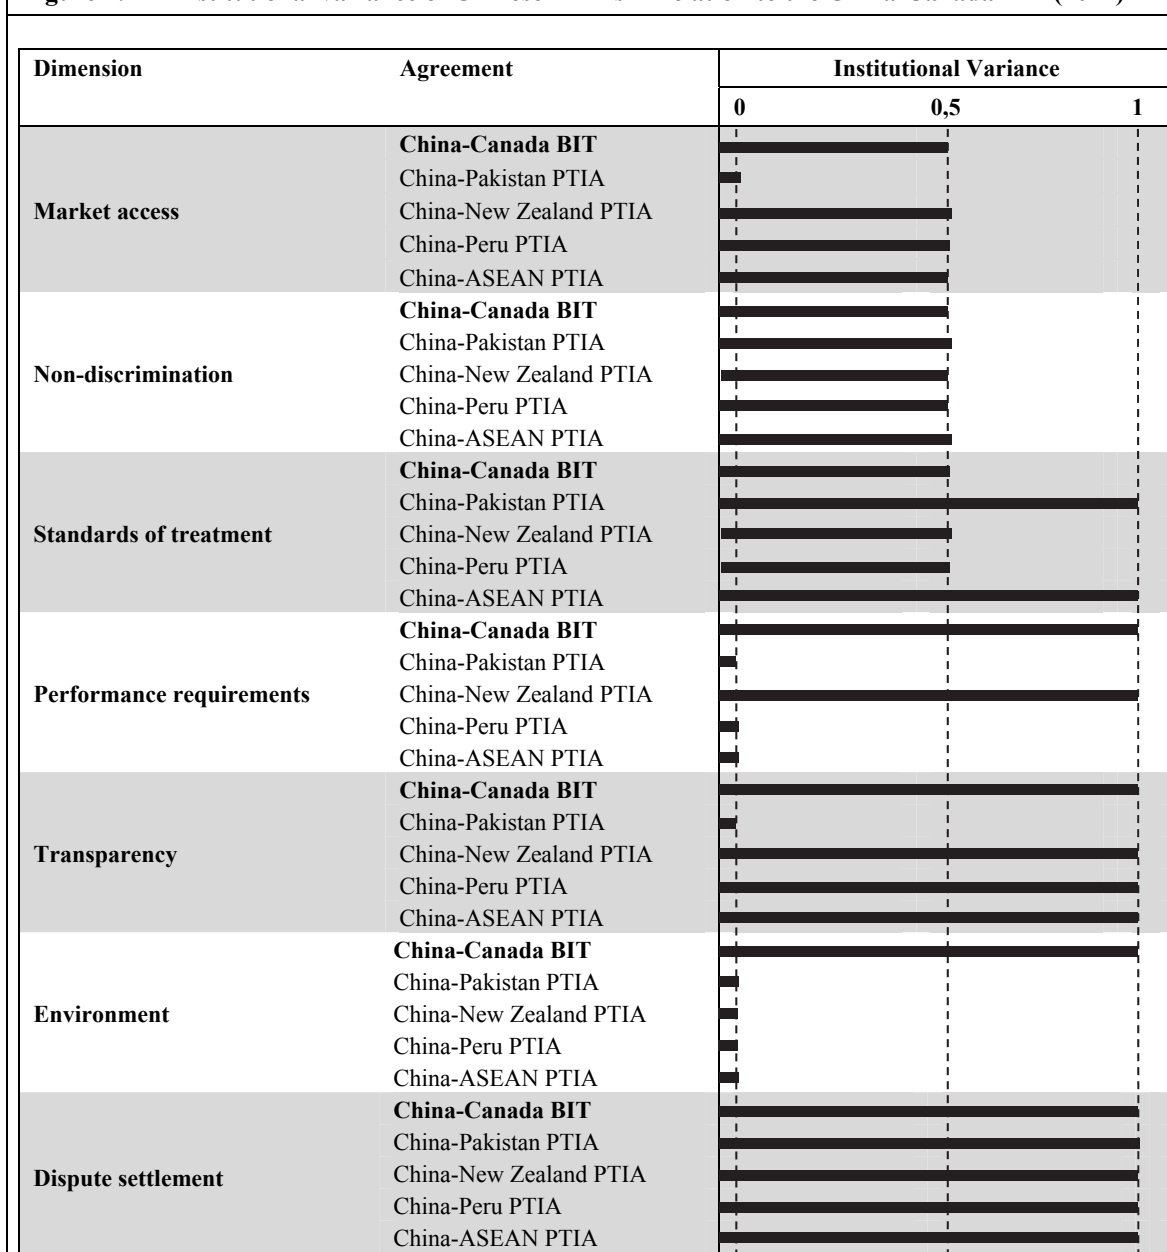 Dimension Agreement Institutional Variance
0 0,5 1
China-Canada BIT
China-Pakistan PTIA
Market access China-New Zealand PTIA
China-Peru PTIA
China-ASEAN PTIA
China-Canada BIT
China-Pakistan PTIA
Non-discrimination China-New Zealand PTIA
China-Peru PTIA
China-ASEAN PTIA
China-Canada BIT
China-Pakistan PTIA
Standards of treatment China-New Zealand PTIA
China-Peru PTIA
China-ASEAN PTIA
China-Canada BIT
China-Pakistan PTIA
Performance requirements China-New Zealand PTIA
China-Peru PTIA
China-ASEAN PTIA
China-Canada BIT
China-Pakistan PTIA
Transparency China-New Zealand PTIA
China-Peru PTIA
China-ASEAN PTIA
China-Canada BIT
China-Pakistan PTIA
Environment China-New Zealand PTIA
China-Peru PTIA
China-ASEAN PTIA
China-Canada BIT
China-Pakistan PTIA
Dispute settlement China-New Zealand PTIA
China-Peru PTIA
China-ASEAN PTIA